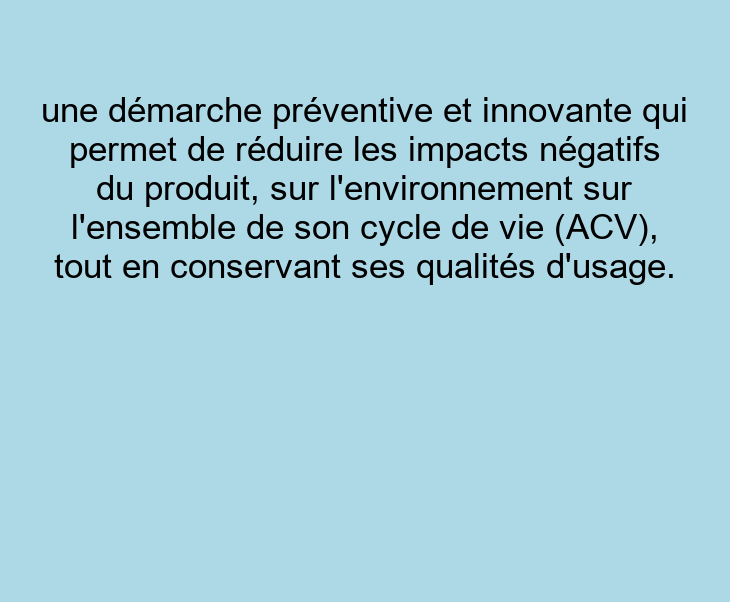 une démarche préventive et innovante qui
permet de réduire les impacts négatifs
du produit, sur l'environnement sur
l'ensemble de son cycle de vie (ACV),
tout en conservant ses qualités d'usage.